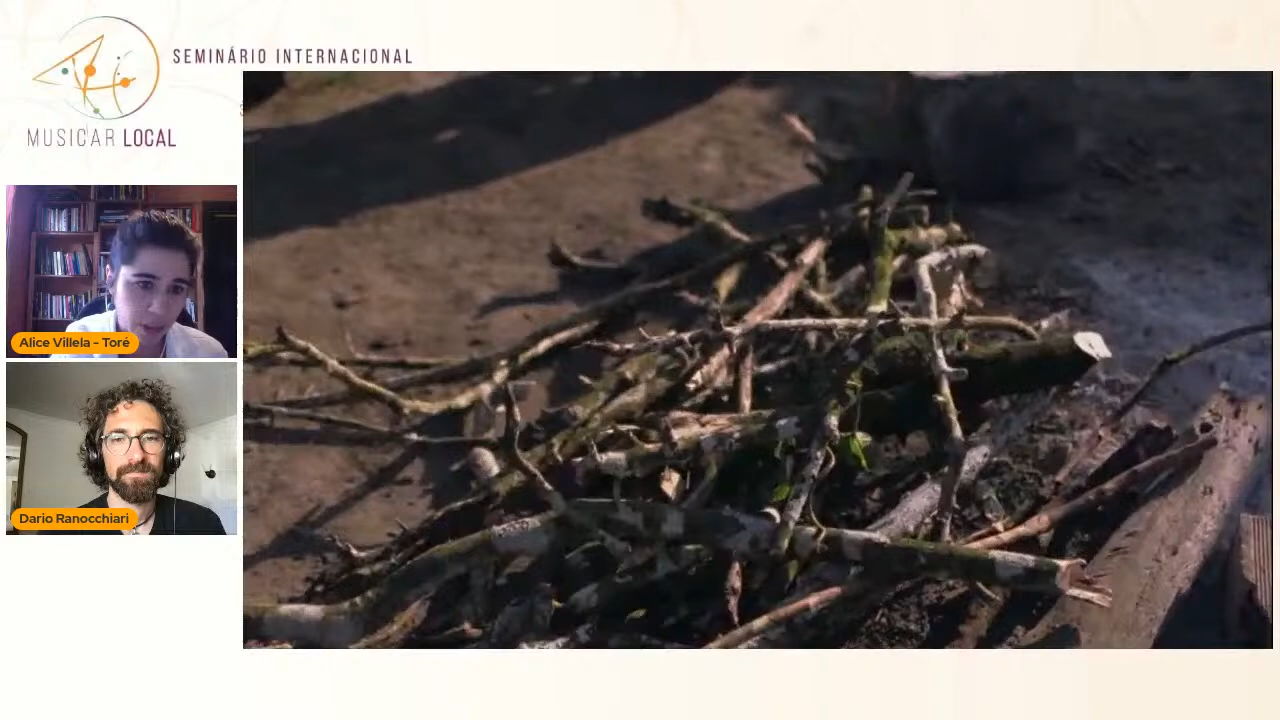 SEMINÁRIO INTERNACIONAL
MUSICAR LOCAL
Alice Villela - Toré
Dario Ranocchiari